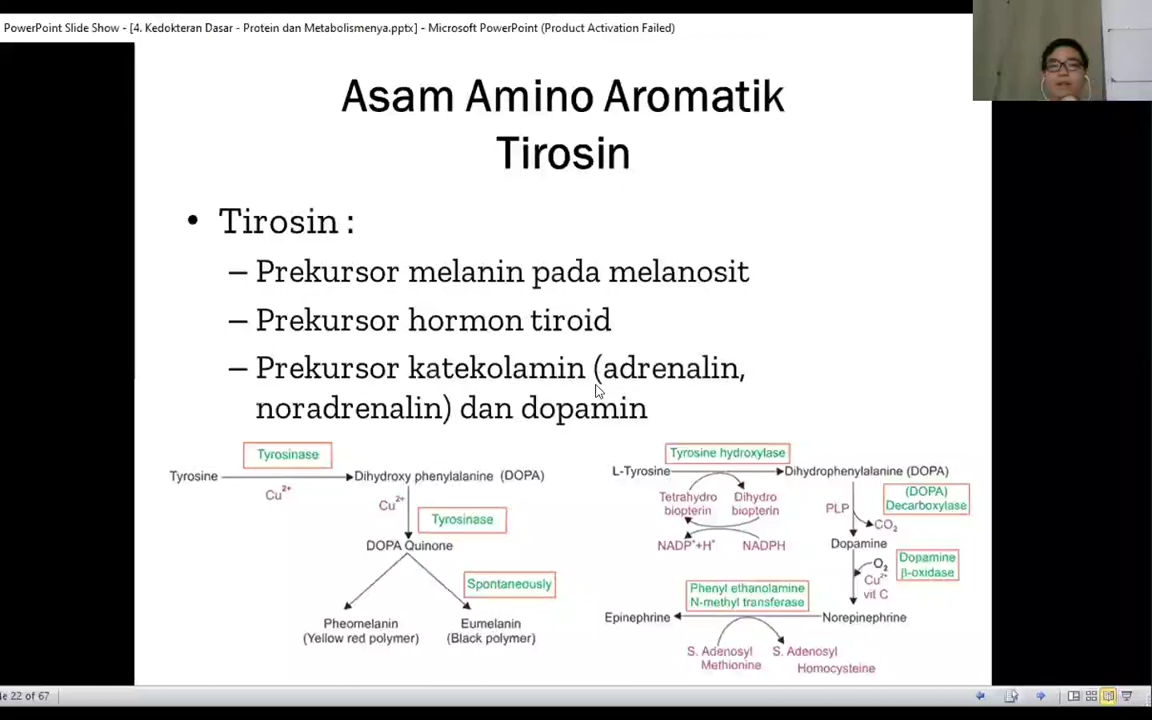 PowerPoint Slide Show - [4. Kedokteran Dasar - Protein dan Metabolismenya.pptx] - Microsoft PowerPoint (Product Activation Failed)
Asam Amino Aromatik
Tirosin
• Tirosin :
– Prekursor melanin pada melanosit
– Prekursor hormon tiroid
– Prekursor katekolamin (adrenalin,
noradrenalin) dan dopamin
Tyrosinase
Tyrosine
Dihydroxy phenylalanine (DOPA)
Cu2+
Cu2+
Tyrosinase
DOPA Quinone
Spontaneously
Pheomelanin
(Yellow red polymer)
Eumelanin
(Black polymer)
Tyrosine hydroxylase
L-Tyrosine
Dihydrophenylalanine (DOPA)
Tetrahydro
biopterin
Dihydro
biopterin
(DOPA)
Decarboxylase
PLP
CO2
NADP++H+
NADPH
Dopamine
O2
Cu2+
vit C
Dopamine
β-oxidase
Phenyl ethanolamine
N-methyl transferase
Epinephrine
Norepinephrine
S. Adenosyl
Methionine
S. Adenosyl
Homocysteine
le 22 of 67